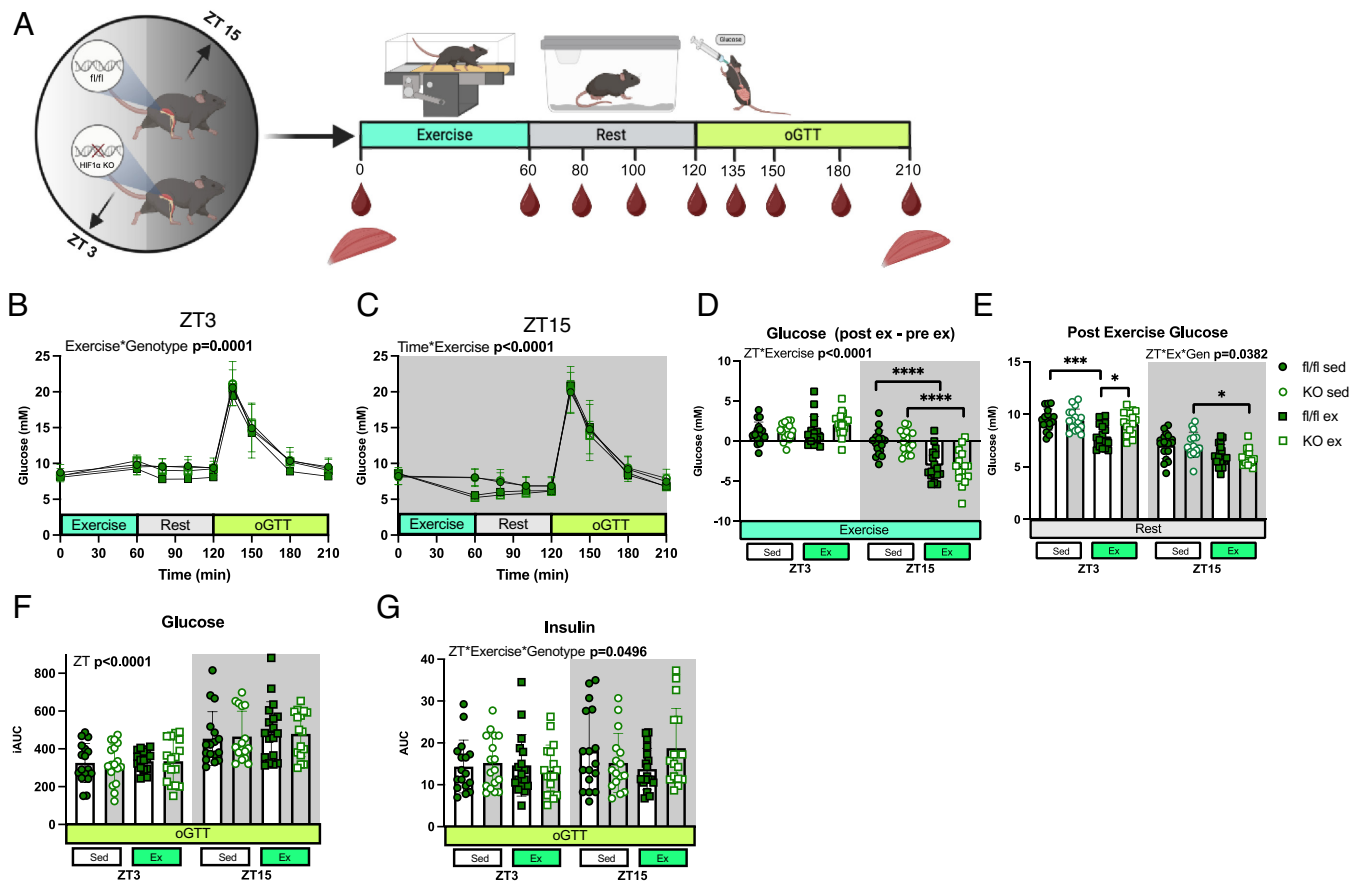 A
ZT 15
fl/fl
HIF1α KO
ZT 3
Glucose
Exercise Rest oGTT
0 60 80 100 120 135 150 180 210
B
ZT3
Exercise*Genotype p=0.0001
Glucose (mM)
25
20
15
10
5
0
Exercise Rest oGTT
0 30 60 90 120 150 180 210
Time (min)
C
ZT15
Time*Exercise p<0.0001
Glucose (mM)
25
20
15
10
5
0
Exercise Rest oGTT
0 30 60 90 120 150 180 210
Time (min)
D
Glucose (post ex - pre ex)
ZT*Exercise p<0.0001
Glucose (mM)
10
5
0
-5
-10
****
****
Exercise
Sed Ex Sed Ex
ZT3 ZT15
E
Post Exercise Glucose
ZT*Ex*Gen p=0.0382
Glucose (mM)
15
10
5
0
***
*
*
Rest
Sed Ex Sed Ex
ZT3 ZT15
fl/fl sed
KO sed
fl/fl ex
KO ex
F
Glucose
ZT p<0.0001
iAUC
800
600
400
200
0
oGTT
Sed Ex Sed Ex
ZT3 ZT15
G
Insulin
ZT*Exercise*Genotype p=0.0496
AUC
40
30
20
10
0
oGTT
Sed Ex Sed Ex
ZT3 ZT15